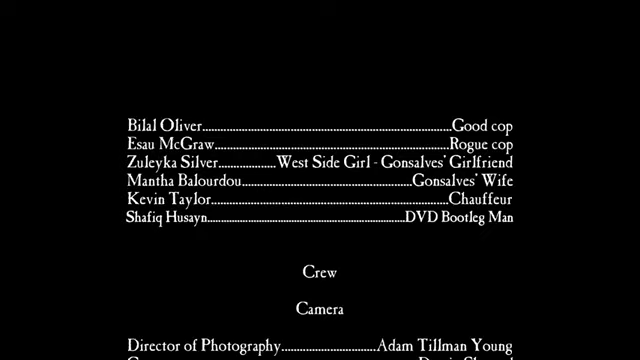 Bilal Oliver........................................................................Good cop
Esau McGraw...................................................................Rogue cop
Zuleyka Silver..................West Side Girl - Gonsalves' Girlfriend
Mantha Balourdou.................................................Gonsalves' Wife
Kevin Taylor....................................................................Chauffeur
Shafiq Husayn..................................................................DVD Bootleg Man
Crew
Camera
Director of Photography..............................Adam Tillman Young